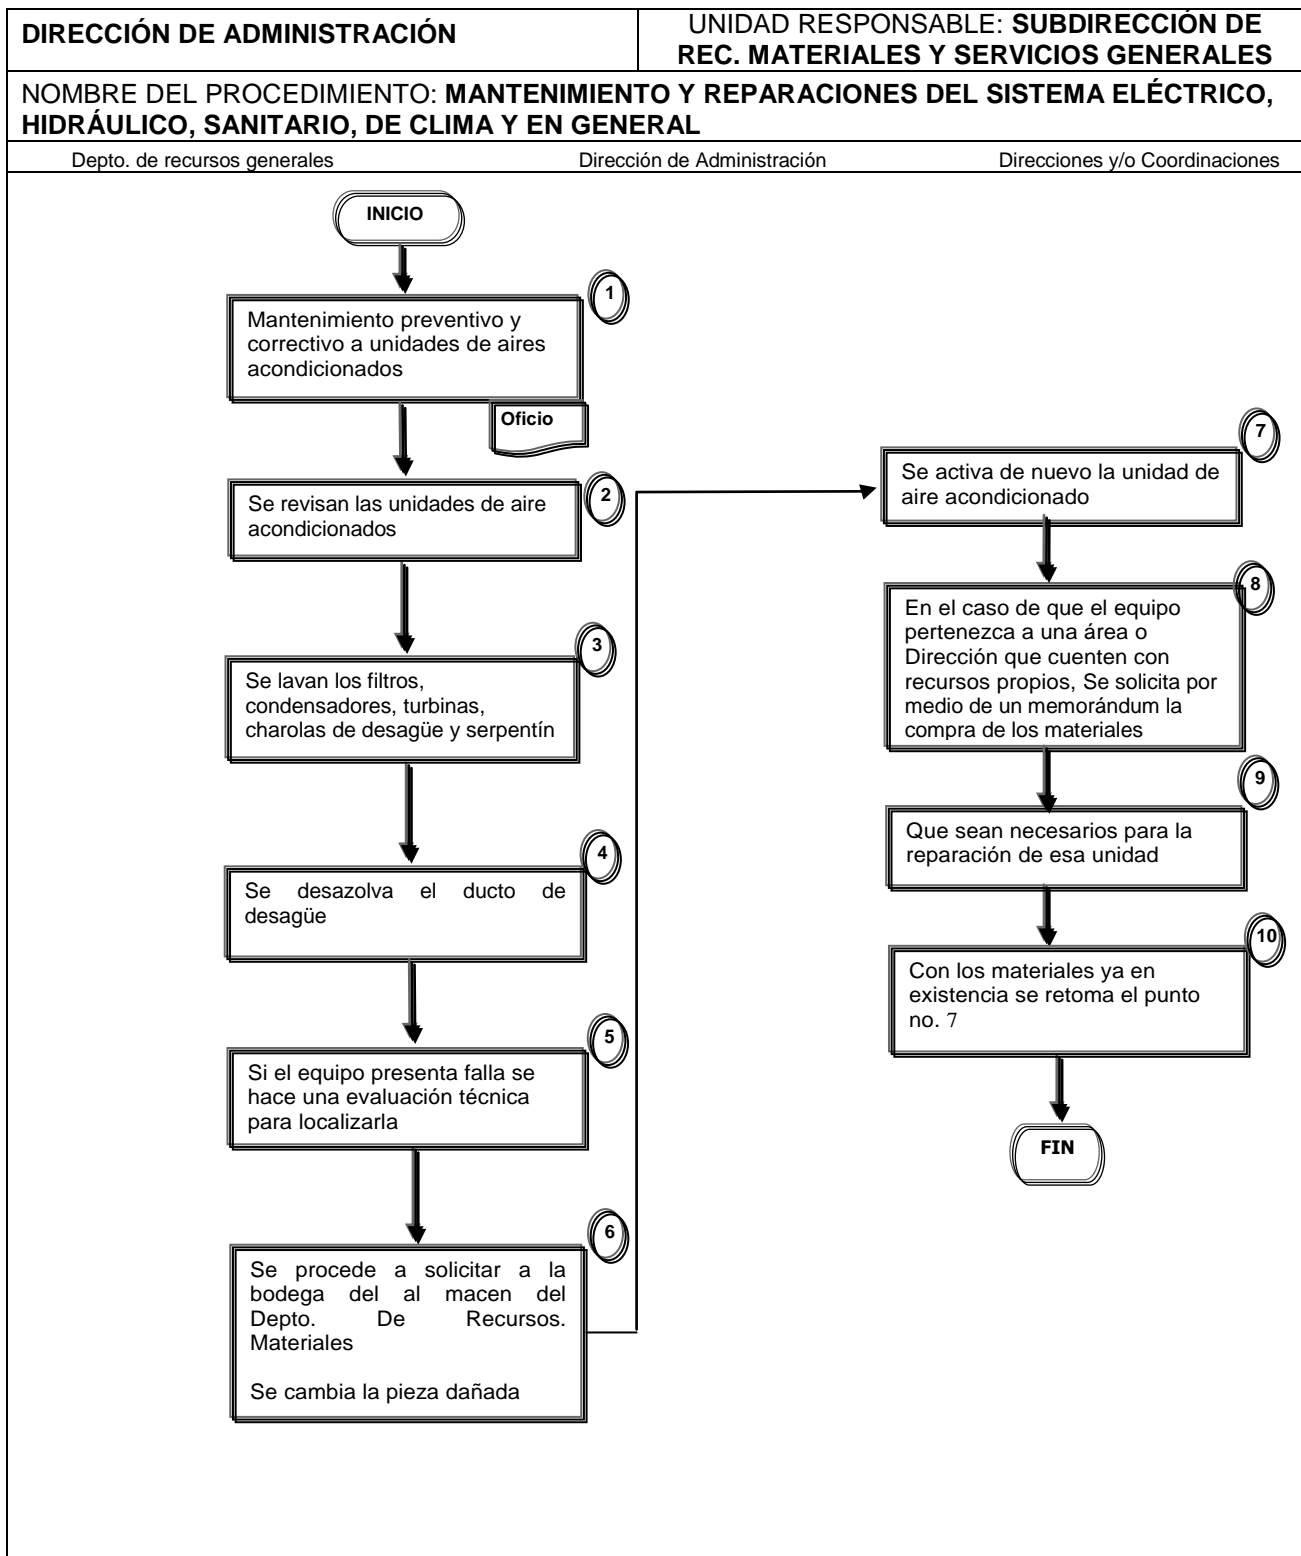 DIRECCIÓN DE ADMINISTRACIÓN
UNIDAD RESPONSABLE: SUBDIRECCIÓN DE
REC. MATERIALES Y SERVICIOS GENERALES
NOMBRE DEL PROCEDIMIENTO: MANTENIMIENTO Y REPARACIONES DEL SISTEMA ELÉCTRICO,
HIDRÁULICO, SANITARIO, DE CLIMA Y EN GENERAL
Depto. de recursos generales
Dirección de Administración
Direcciones y/o Coordinaciones
INICIO
1
Mantenimiento preventivo y
correctivo a unidades de aires
acondicionados
Oficio
2
Se revisan las unidades de aire
acondicionados
3
Se lavan los filtros,
condensadores, turbinas,
charolas de desagüe y serpentín
4
Se desazolva el ducto de
desagüe
5
Si el equipo presenta falla se
hace una evaluación técnica
para localizarla
6
Se procede a solicitar a la
bodega del al macen del
Depto. De Recursos.
Materiales
Se cambia la pieza dañada
7
Se activa de nuevo la unidad de
aire acondicionado
8
En el caso de que el equipo
pertenezca a una área o
Dirección que cuenten con
recursos propios, Se solicita por
medio de un memorándum la
compra de los materiales
9
Que sean necesarios para la
reparación de esa unidad
10
Con los materiales ya en
existencia se retoma el punto
no. 7
FIN